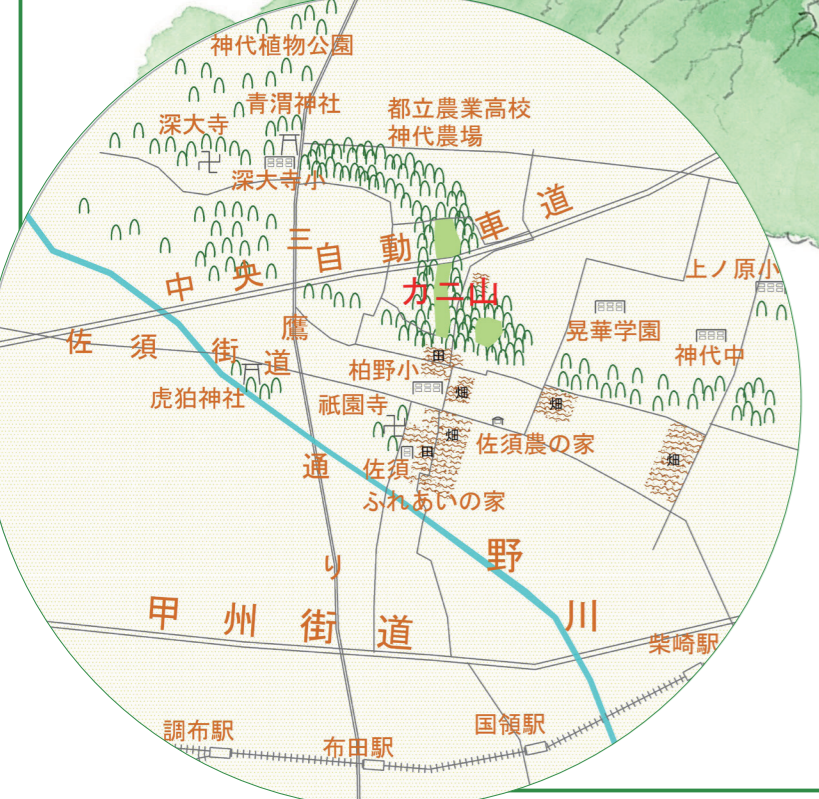 神代植物公園
青渭神社
深大寺
都立農業高校
神代農場
深大寺小
中央自動車道
三鷹通り
カニ山
上ノ原小
晃華学園
神代中
佐須街道
柏野小
虎狛神社
祇園寺
田
畑
畑
畑
田
畑
佐須農の家
佐須
ふれあいの家
野川
甲州街道
柴崎駅
国領駅
調布駅
布田駅